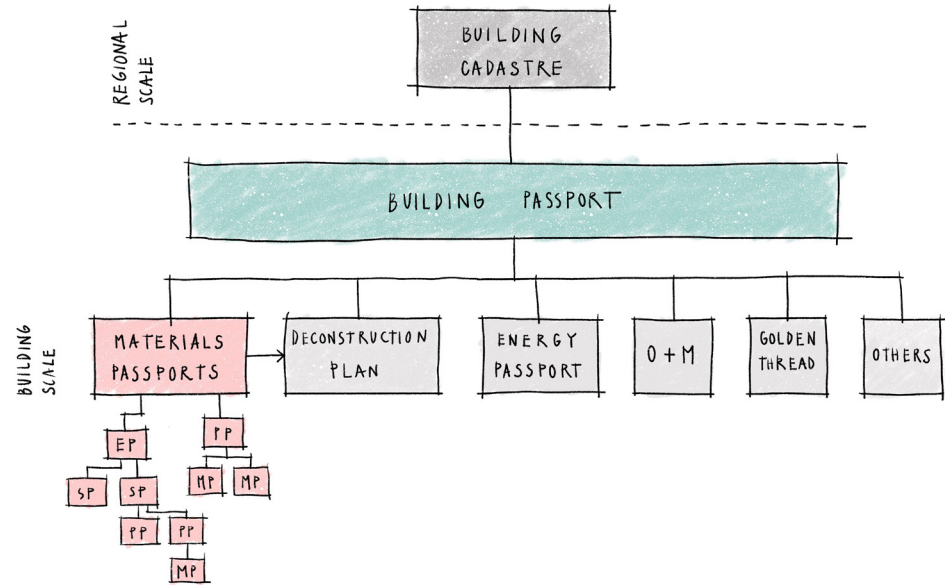 BUILDING
CADASTRE
REGIONAL
SCALE
BUILDING PASSPORT
BUILDING
SCALE
MATERIALS
PASSPORTS
DECONSTRUCTION
PLAN
ENERGY
PASSPORT
O + M
GOLDEN
THREAD
OTHERS
EP
PP
SP
SP
MP
MP
PP
PP
MP